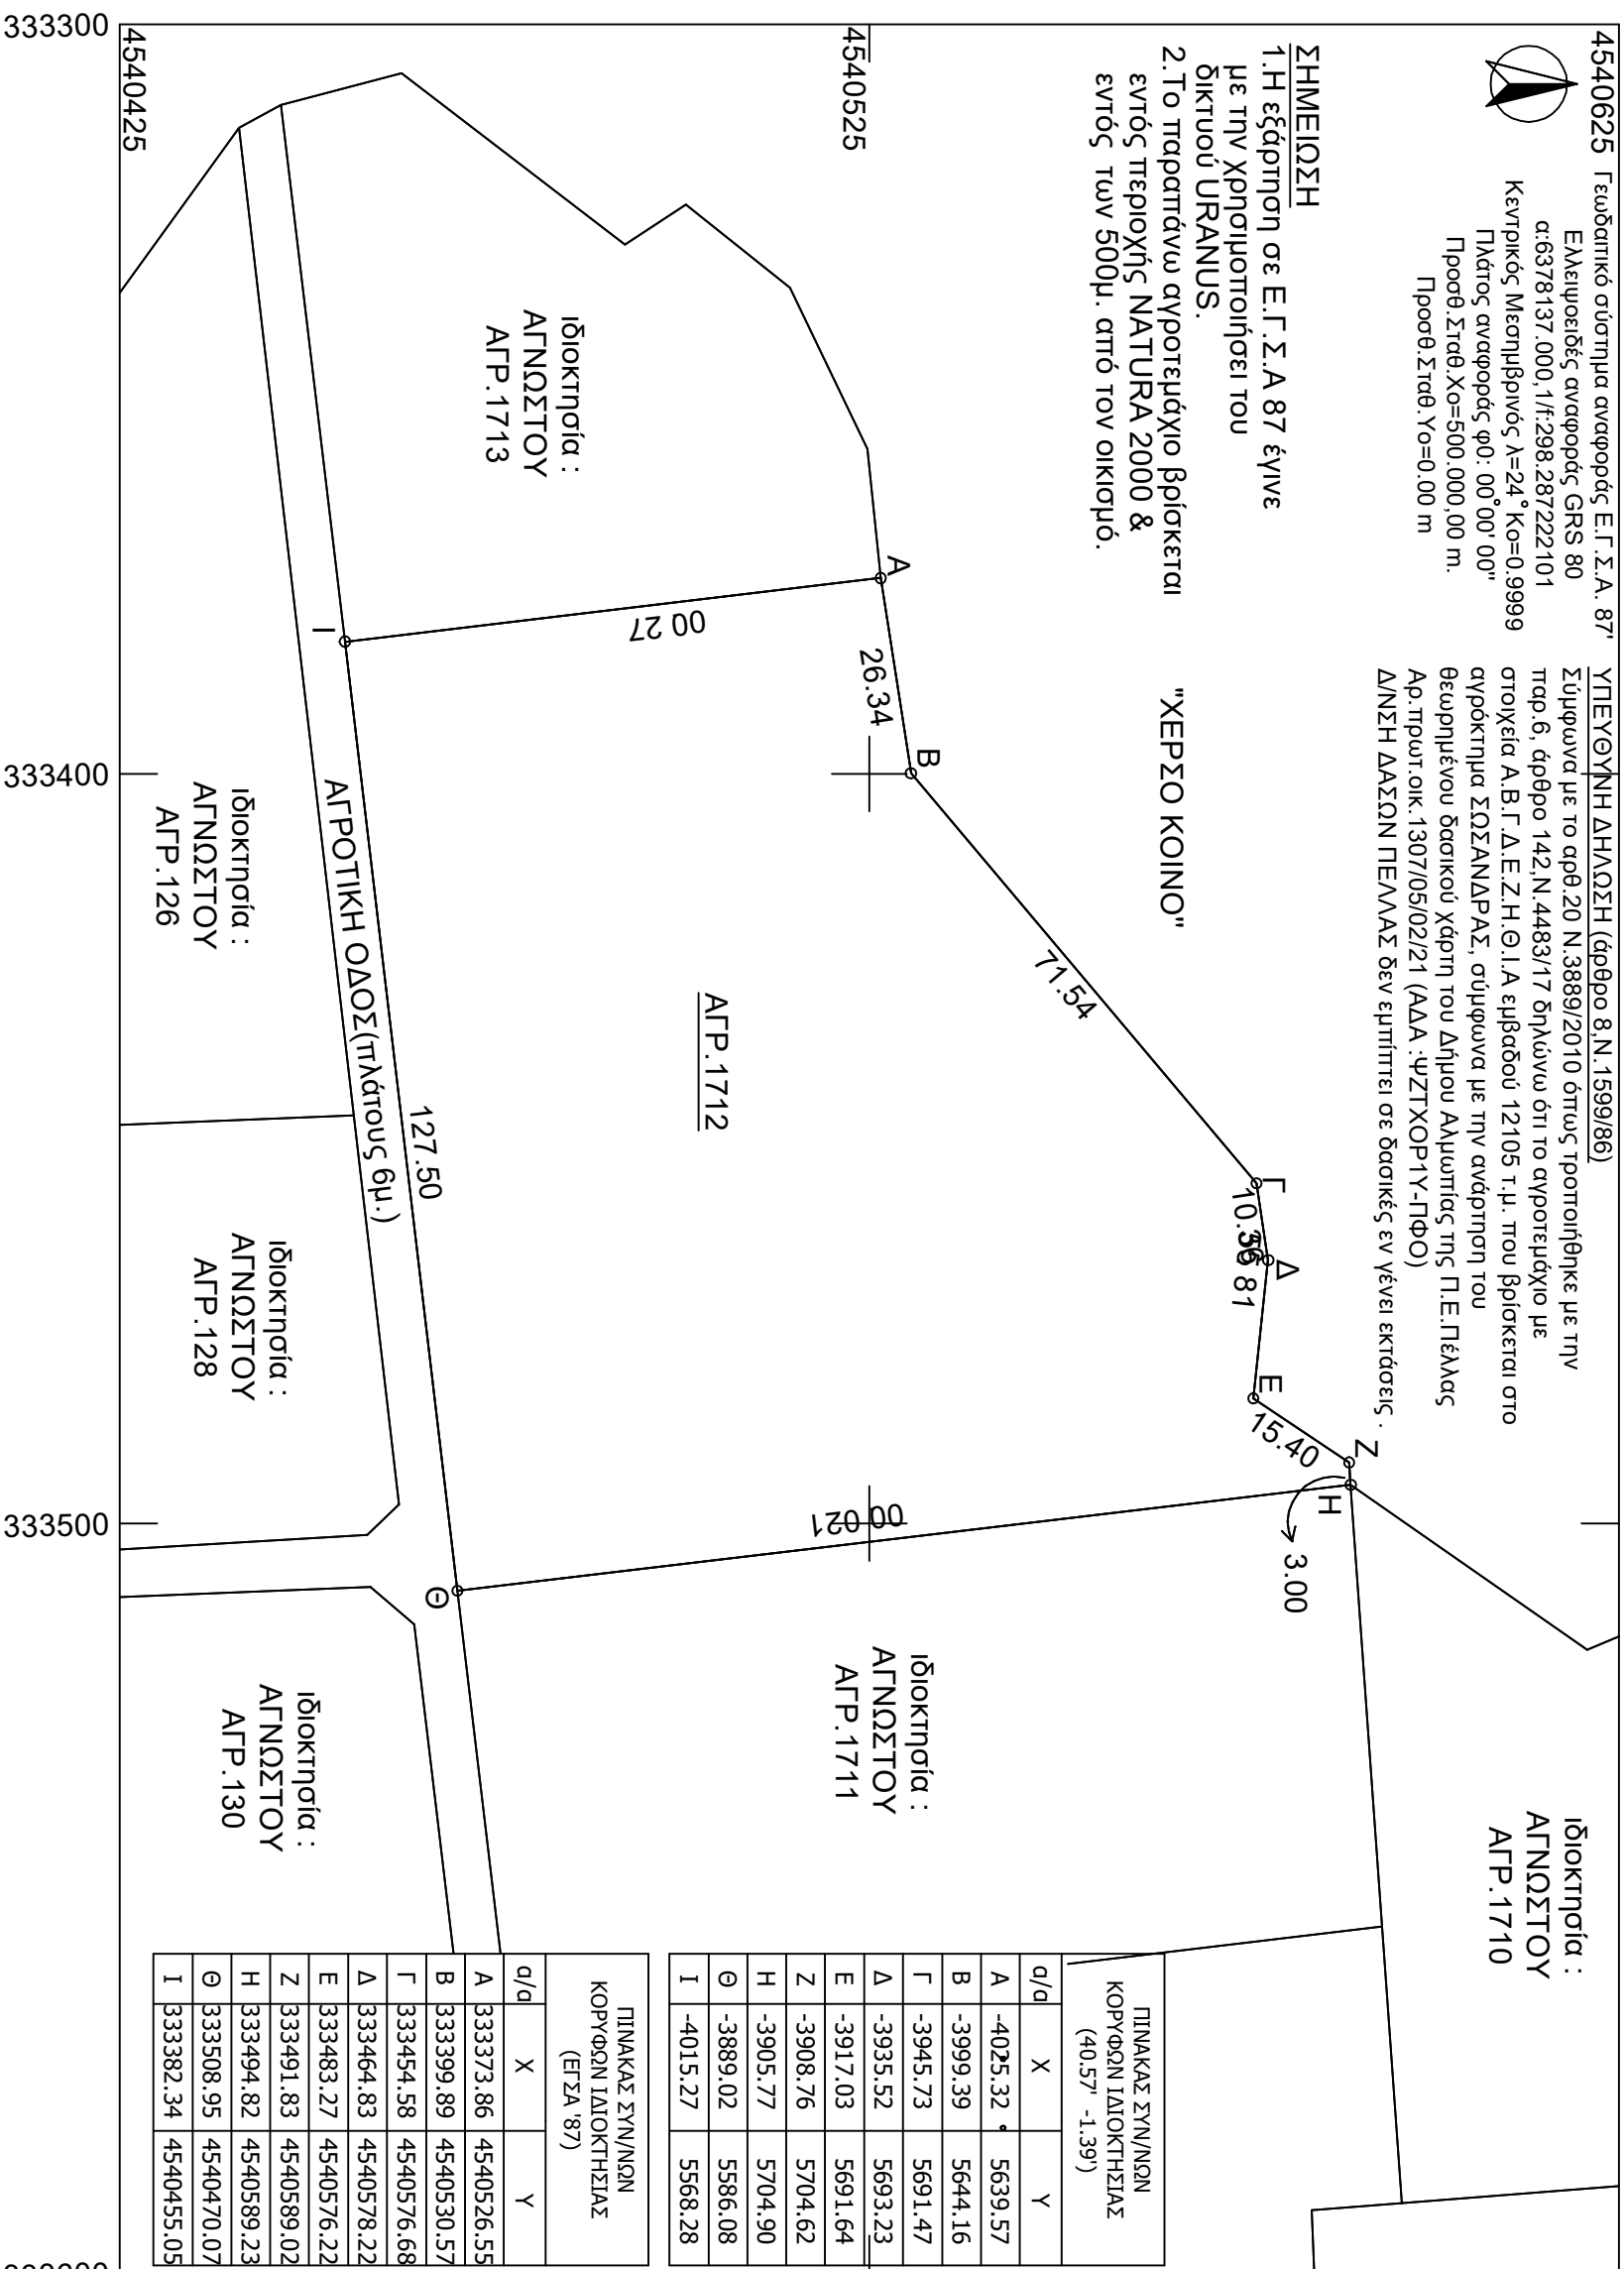 4540625
Γεωδαιτικό σύστημα αναφοράς Ε.Γ.Σ.Α. 87'
Ελλειψοειδές αναφοράς GRS 80
α:6378137.000,1/f:298.287222101
Κεντρικός Μεσημβρινός λ=24° Κο=0.9999
Πλάτος αναφοράς φ0: 00°00' 00"
Προσθ.Σταθ.Χο=500.000,00 m.
Προσθ.Σταθ.Υο=0.00 m
ΥΠΕΥΘΥΝΗ ΔΗΛΩΣΗ (άρθρο 8,Ν.1599/86)
Σύμφωνα με το αρθ.20 Ν.3889/2010 όπως τροποποιήθηκε με την
παρ.6, άρθρο 142,Ν.4483/17 δηλώνω ότι το αγροτεμάχιο με
στοιχεία Α.Β.Γ.Δ.Ε.Ζ.Η.Θ.Ι.Α εμβαδού 12105 τ.μ. που βρίσκεται στο
αγρόκτημα ΣΩΣΑΝΔΡΑΣ, σύμφωνα με την ανάρτηση του
θεωρημένου δασικού χάρτη του Δήμου Αλμωπίας της Π.Ε.Πέλλας
Αρ.πρωτ.οικ.1307/05/02/21 (ΑΔΑ :ΨΖΤΧΟΡ1Υ-ΠΦΟ)
Δ/ΝΣΗ ΔΑΣΩΝ ΠΕΛΛΑΣ δεν εμπίπτει σε δασικές εν γένει εκτάσεις .
ΣΗΜΕΙΩΣΗ
1.Η εξάρτηση σε Ε.Γ.Σ.Α 87 έγινε
με την χρησιμοποιήσει του
δικτυού URANUS.
2.Το παραπάνω αγροτεμάχιο βρίσκεται
εντός περιοχής NATURA 2000 &
εντός των 500μ. από τον οικισμό.
"ΧΕΡΣΟ ΚΟΙΝΟ"
ιδιοκτησία :
ΑΓΝΩΣΤΟΥ
ΑΓΡ.1710
Ζ
Η
15.40
3.00
Ε
Δ
Γ
10.36
81
71.54
Β
Α
26.34
4540525
00 27
00 021
ιδιοκτησία :
ΑΓΝΩΣΤΟΥ
ΑΓΡ.1711
ΑΓΡ.1712
ιδιοκτησία :
ΑΓΝΩΣΤΟΥ
ΑΓΡ.1713
Ι
Θ
127.50
ΑΓΡΟΤΙΚΗ ΟΔΟΣ(πλάτους 6μ.)
ιδιοκτησία :
ΑΓΝΩΣΤΟΥ
ΑΓΡ.126
ιδιοκτησία :
ΑΓΝΩΣΤΟΥ
ΑΓΡ.128
ιδιοκτησία :
ΑΓΝΩΣΤΟΥ
ΑΓΡ.130
ΠΙΝΑΚΑΣ ΣΥΝ/ΝΩΝ
ΚΟΡΥΦΩΝ ΙΔΙΟΚΤΗΣΙΑΣ
(40.57' -1.39')
α/α Χ Υ
Α -4025.32 5639.57
Β -3999.39 5644.16
Γ -3945.73 5691.47
Δ -3935.52 5693.23
Ε -3917.03 5691.64
Ζ -3908.76 5704.62
Η -3905.77 5704.90
Θ -3889.02 5586.08
Ι -4015.27 5568.28
ΠΙΝΑΚΑΣ ΣΥΝ/ΝΩΝ
ΚΟΡΥΦΩΝ ΙΔΙΟΚΤΗΣΙΑΣ
(ΕΓΣΑ '87)
α/α Χ Υ
Α 333373.86 4540526.55
Β 333399.89 4540530.57
Γ 333454.58 4540576.68
Δ 333464.83 4540578.22
Ε 333483.27 4540576.22
Ζ 333491.83 4540589.02
Η 333494.82 4540589.23
Θ 333508.95 4540470.07
Ι 333382.34 4540455.05
4540425
333300
333400
333500